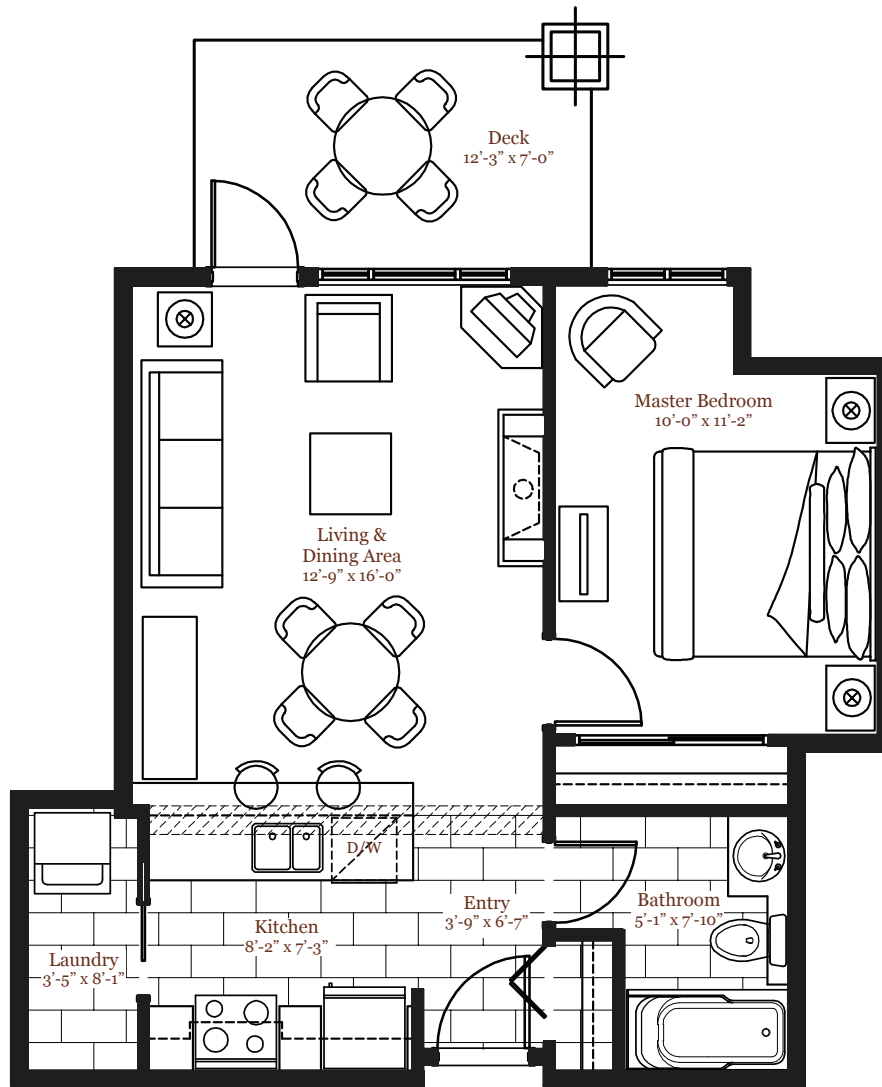 Deck
12’-3” x 7’-0”
Master Bedroom
10’-0” x 11’-2”
Living &
Dining Area
12’-9” x 16’-0”
D/W
Entry
3’-9” x 6’-7”
Bathroom
5’-1” x 7’-10”
Kitchen
8’-2” x 7’-3”
Laundry
3’-5” x 8’-1”